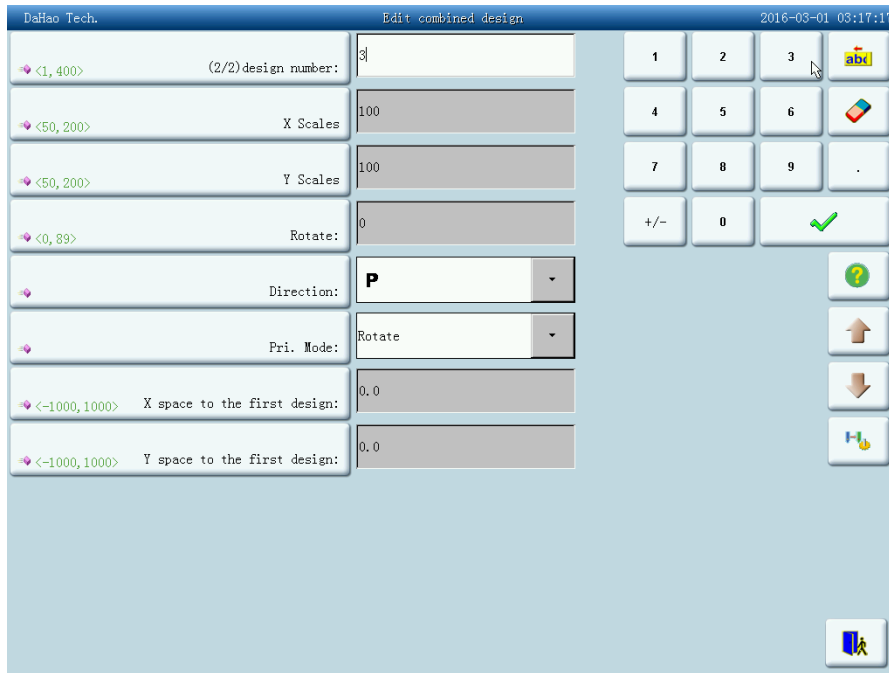 DaHao Tech. Edit combined design 2016-03-01 03:17:17
<1, 400> (2/2)design number: 3
<50, 200> X Scales 100
<50, 200> Y Scales 100
<0, 89> Rotate: 0
Direction: P
Pri. Mode: Rotate
<-1000, 1000> X space to the first design: 0.0
<-1000, 1000> Y space to the first design: 0.0
1 2 3 abc
4 5 6
7 8 9 .
+/- 0
?